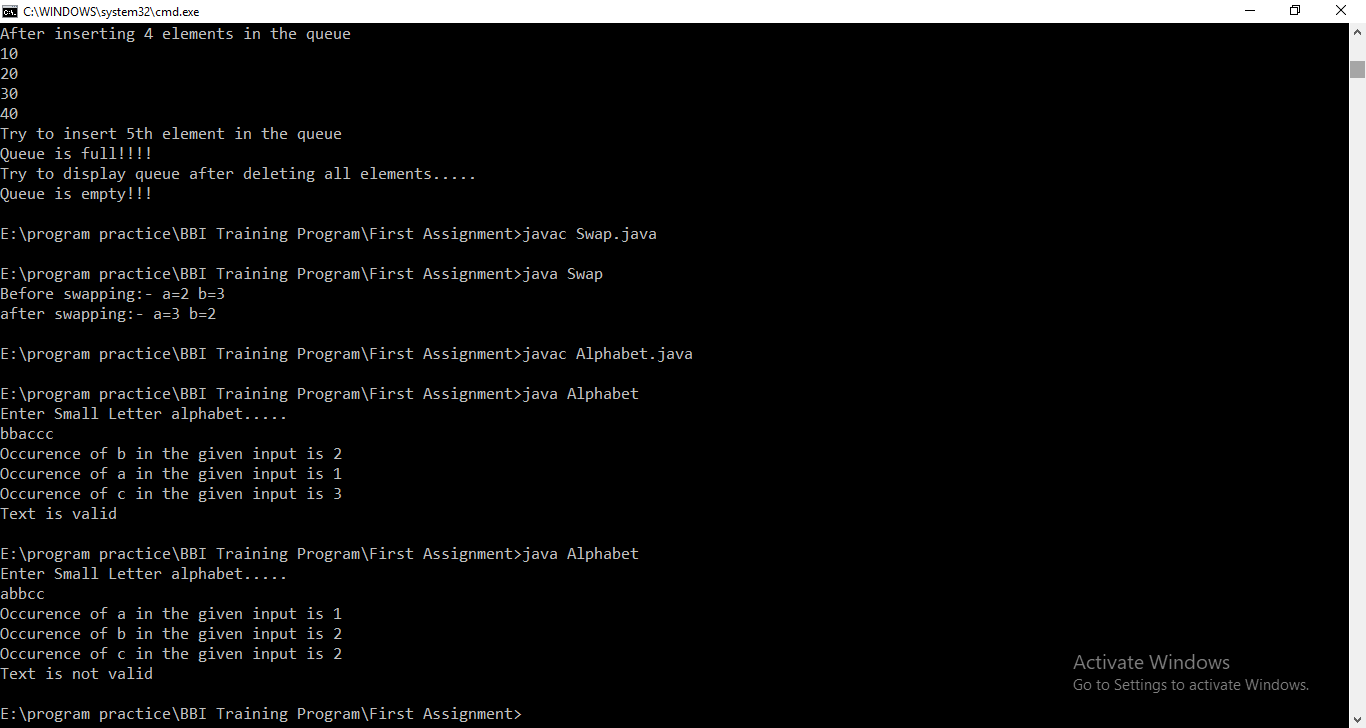 C:\WINDOWS\system32\cmd.exe
After inserting 4 elements in the queue
10
20
30
40
Try to insert 5th element in the queue
Queue is full!!!!
Try to display queue after deleting all elements.....
Queue is empty!!!
E:\program practice\BBI Training Program\First Assignment>javac Swap.java
E:\program practice\BBI Training Program\First Assignment>java Swap
Before swapping:- a=2 b=3
after swapping:- a=3 b=2
E:\program practice\BBI Training Program\First Assignment>javac Alphabet.java
E:\program practice\BBI Training Program\First Assignment>java Alphabet
Enter Small Letter alphabet.....
bbaccc
Occurence of b in the given input is 2
Occurence of a in the given input is 1
Occurence of c in the given input is 3
Text is valid
E:\program practice\BBI Training Program\First Assignment>java Alphabet
Enter Small Letter alphabet.....
abbcc
Occurence of a in the given input is 1
Occurence of b in the given input is 2
Occurence of c in the given input is 2
Text is not valid
E:\program practice\BBI Training Program\First Assignment>
Activate Windows
Go to Settings to activate Windows.